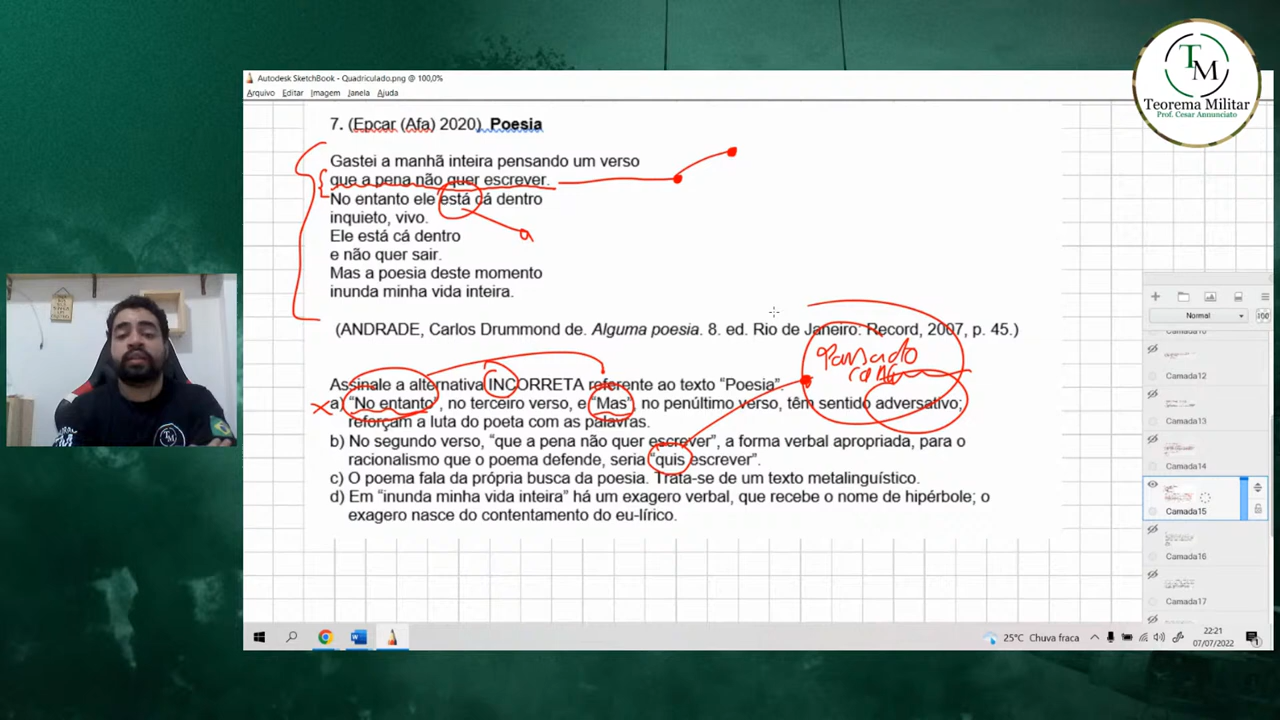 TM
Teorema Militar
Prof. Cesar Annunciato
Autodesk SketchBook - Quadriculado.png @ 100,0%
Arquivo Editar Imagem Janela Ajuda
7. (Epcar (Afa) 2020) Poesia
Gastei a manhã inteira pensando um verso
que a pena não quer escrever.
No entanto ele está cá dentro
inquieto, vivo.
Ele está cá dentro
e não quer sair.
Mas a poesia deste momento
inunda minha vida inteira.
(ANDRADE, Carlos Drummond de. Alguma poesia. 8. ed. Rio de Janeiro: Record, 2007, p. 45.)
passado
Assinale a alternativa INCORRETA referente ao texto “Poesia”.
a) “No entanto”, no terceiro verso, e “Mas”, no penúltimo verso, têm sentido adversativo;
reforçam a luta do poeta com as palavras.
b) No segundo verso, “que a pena não quer escrever”, a forma verbal apropriada, para o
racionalismo que o poema defende, seria “quis escrever”.
c) O poema fala da própria busca da poesia. Trata-se de um texto metalinguístico.
d) Em “inunda minha vida inteira” há um exagero verbal, que recebe o nome de hipérbole; o
exagero nasce do contentamento do eu-lírico.
Normal 100
Camada12
Camada13
Camada14
Camada15
Camada16
Camada17
25°C Chuva fraca
22:21
07/07/2022